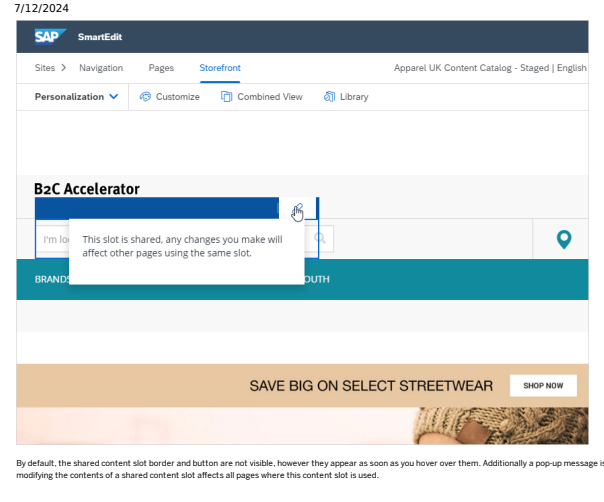 7/12/2024
SAP SmartEdit
Sites > Navigation Pages Storefront Apparel UK Content Catalog - Staged | English
Personalization Customize Combined View Library
B2C Accelerator
I'm lo
This slot is shared, any changes you make will
affect other pages using the same slot.
BRANDS OUTH
SAVE BIG ON SELECT STREETWEAR SHOP NOW
By default, the shared content slot border and button are not visible, however they appear as soon as you hover over them. Additionally a pop-up message is
modifying the contents of a shared content slot affects all pages where this content slot is used.